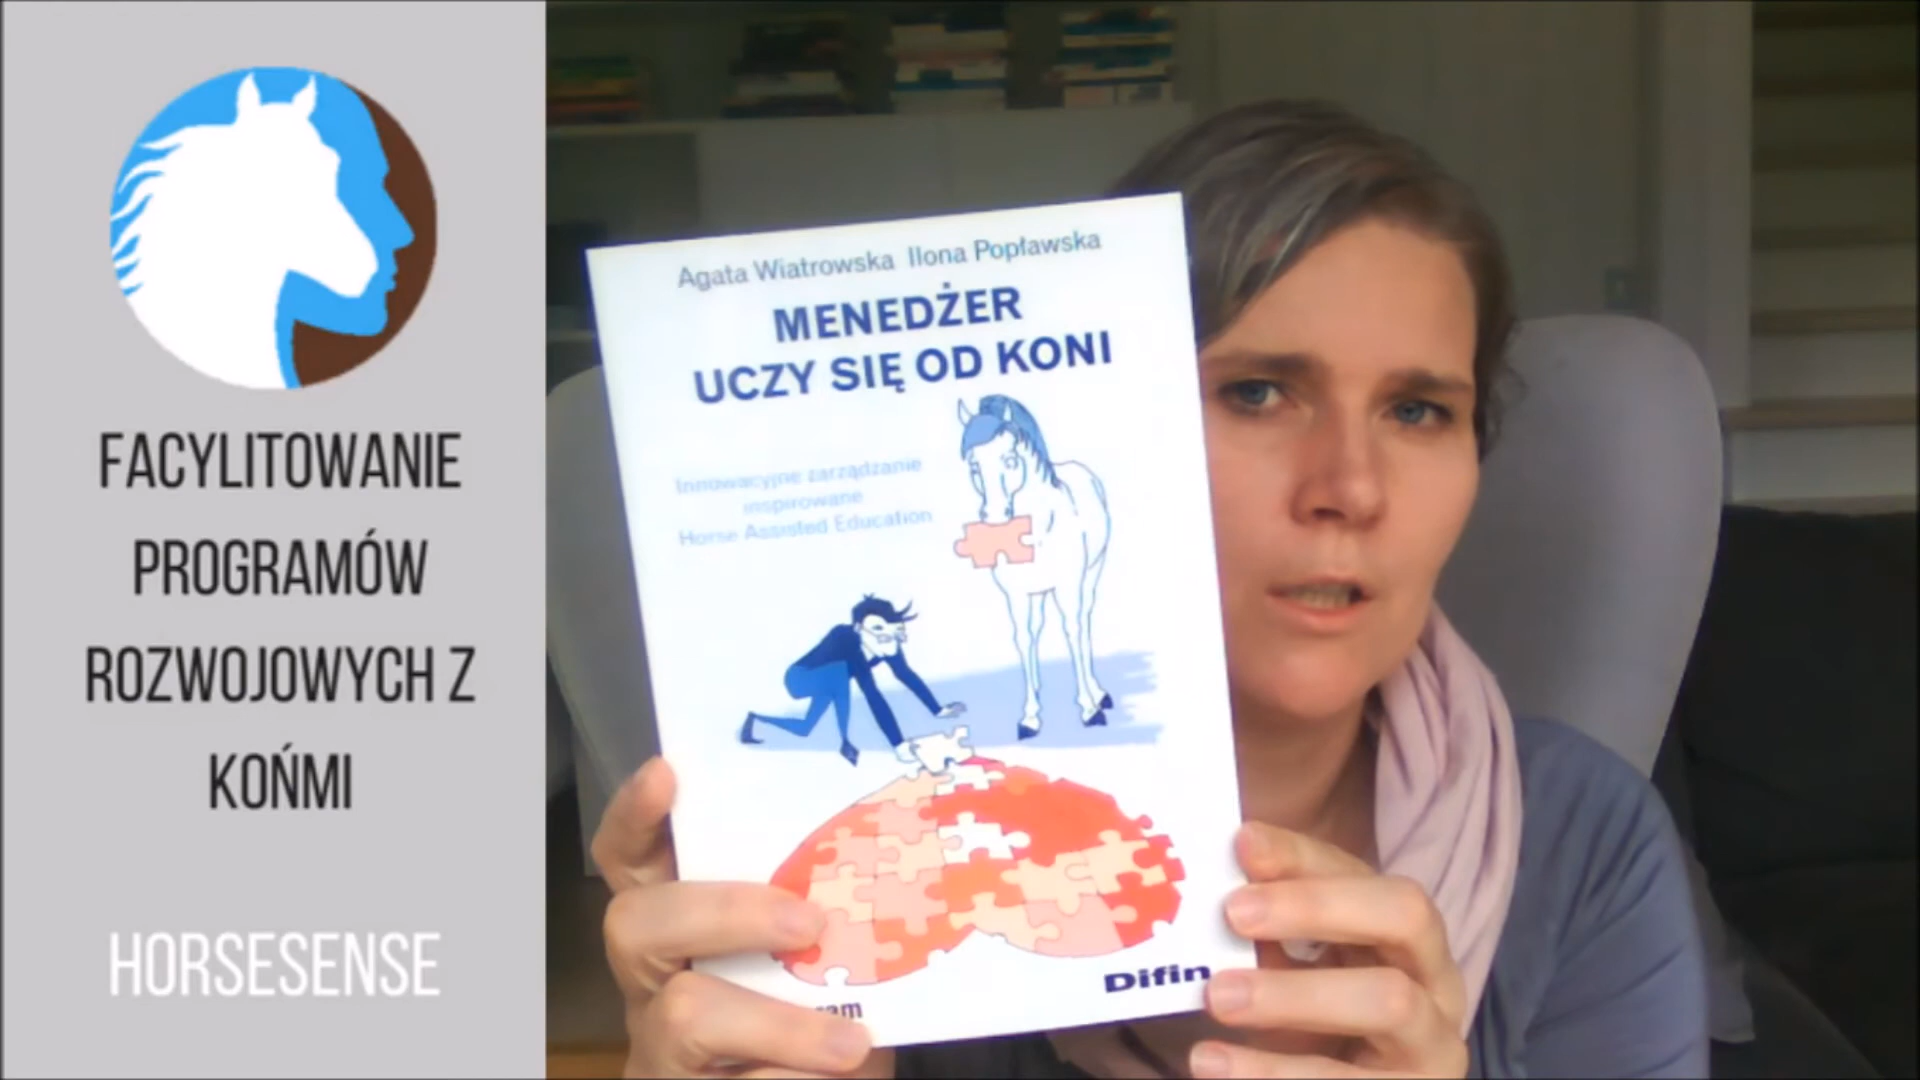 FACYLITOWANIE
PROGRAMÓW
ROZWOJOWYCH Z
KOŃMI
HORSESENSE
Agata Wiatrowska Ilona Popławska
MENEDŻER
UCZY SIĘ OD KONI
Innowacyjne zarządzanie
inspirowane
Horse Assisted Education
Difin